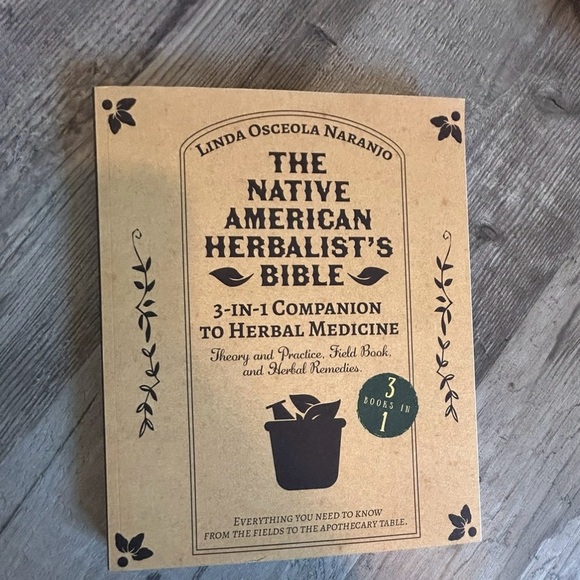 Linda Osceola Naranjo
THE
NATIVE
AMERICAN
HERBALIST'S
BIBLE
3-in-1 Companion
to Herbal Medicine
Theory and Practice, Field Book,
and Herbal Remedies.
3
BOOKS IN
1
Everything you need to know
from the fields to the apothecary table.